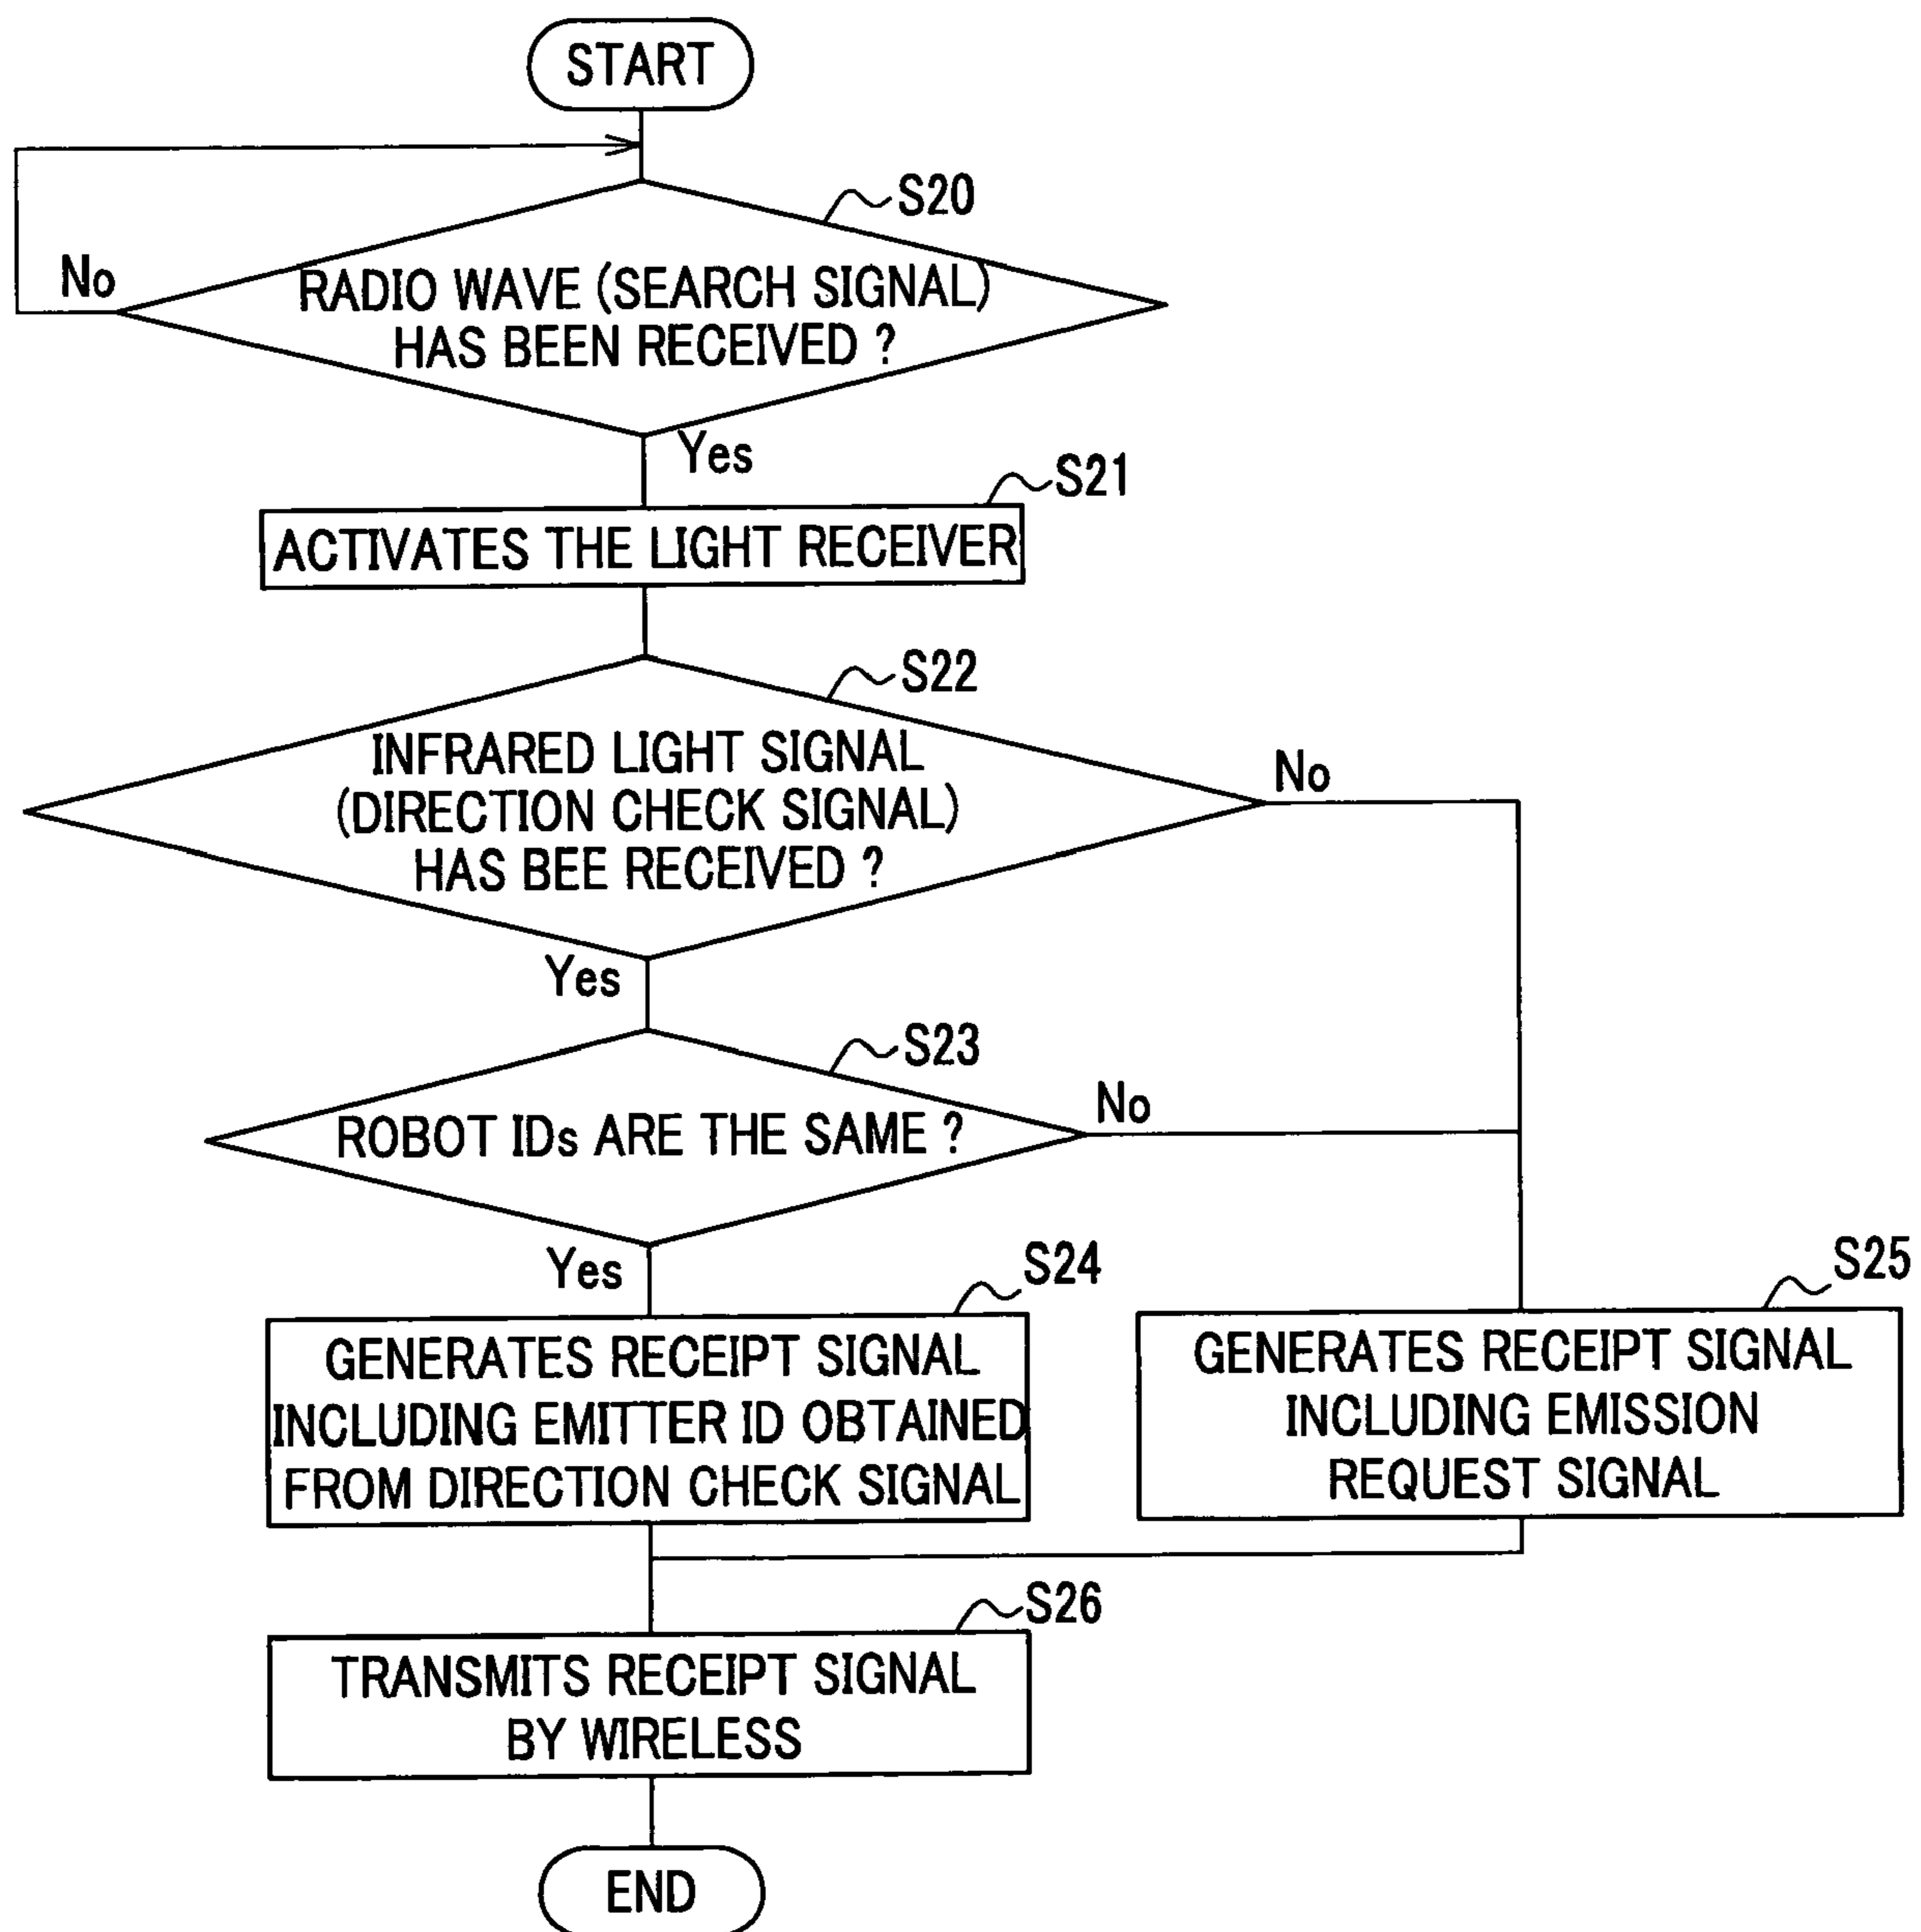 START
S20
No
RADIO WAVE (SEARCH SIGNAL)
HAS BEEN RECEIVED ?
Yes
S21
ACTIVATES THE LIGHT RECEIVER
S22
INFRARED LIGHT SIGNAL
(DIRECTION CHECK SIGNAL)
HAS BEE RECEIVED ?
No
Yes
S23
ROBOT IDs ARE THE SAME ?
No
Yes
S24
GENERATES RECEIPT SIGNAL
INCLUDING EMITTER ID OBTAINED
FROM DIRECTION CHECK SIGNAL
S25
GENERATES RECEIPT SIGNAL
INCLUDING EMISSION
REQUEST SIGNAL
S26
TRANSMITS RECEIPT SIGNAL
BY WIRELESS
END